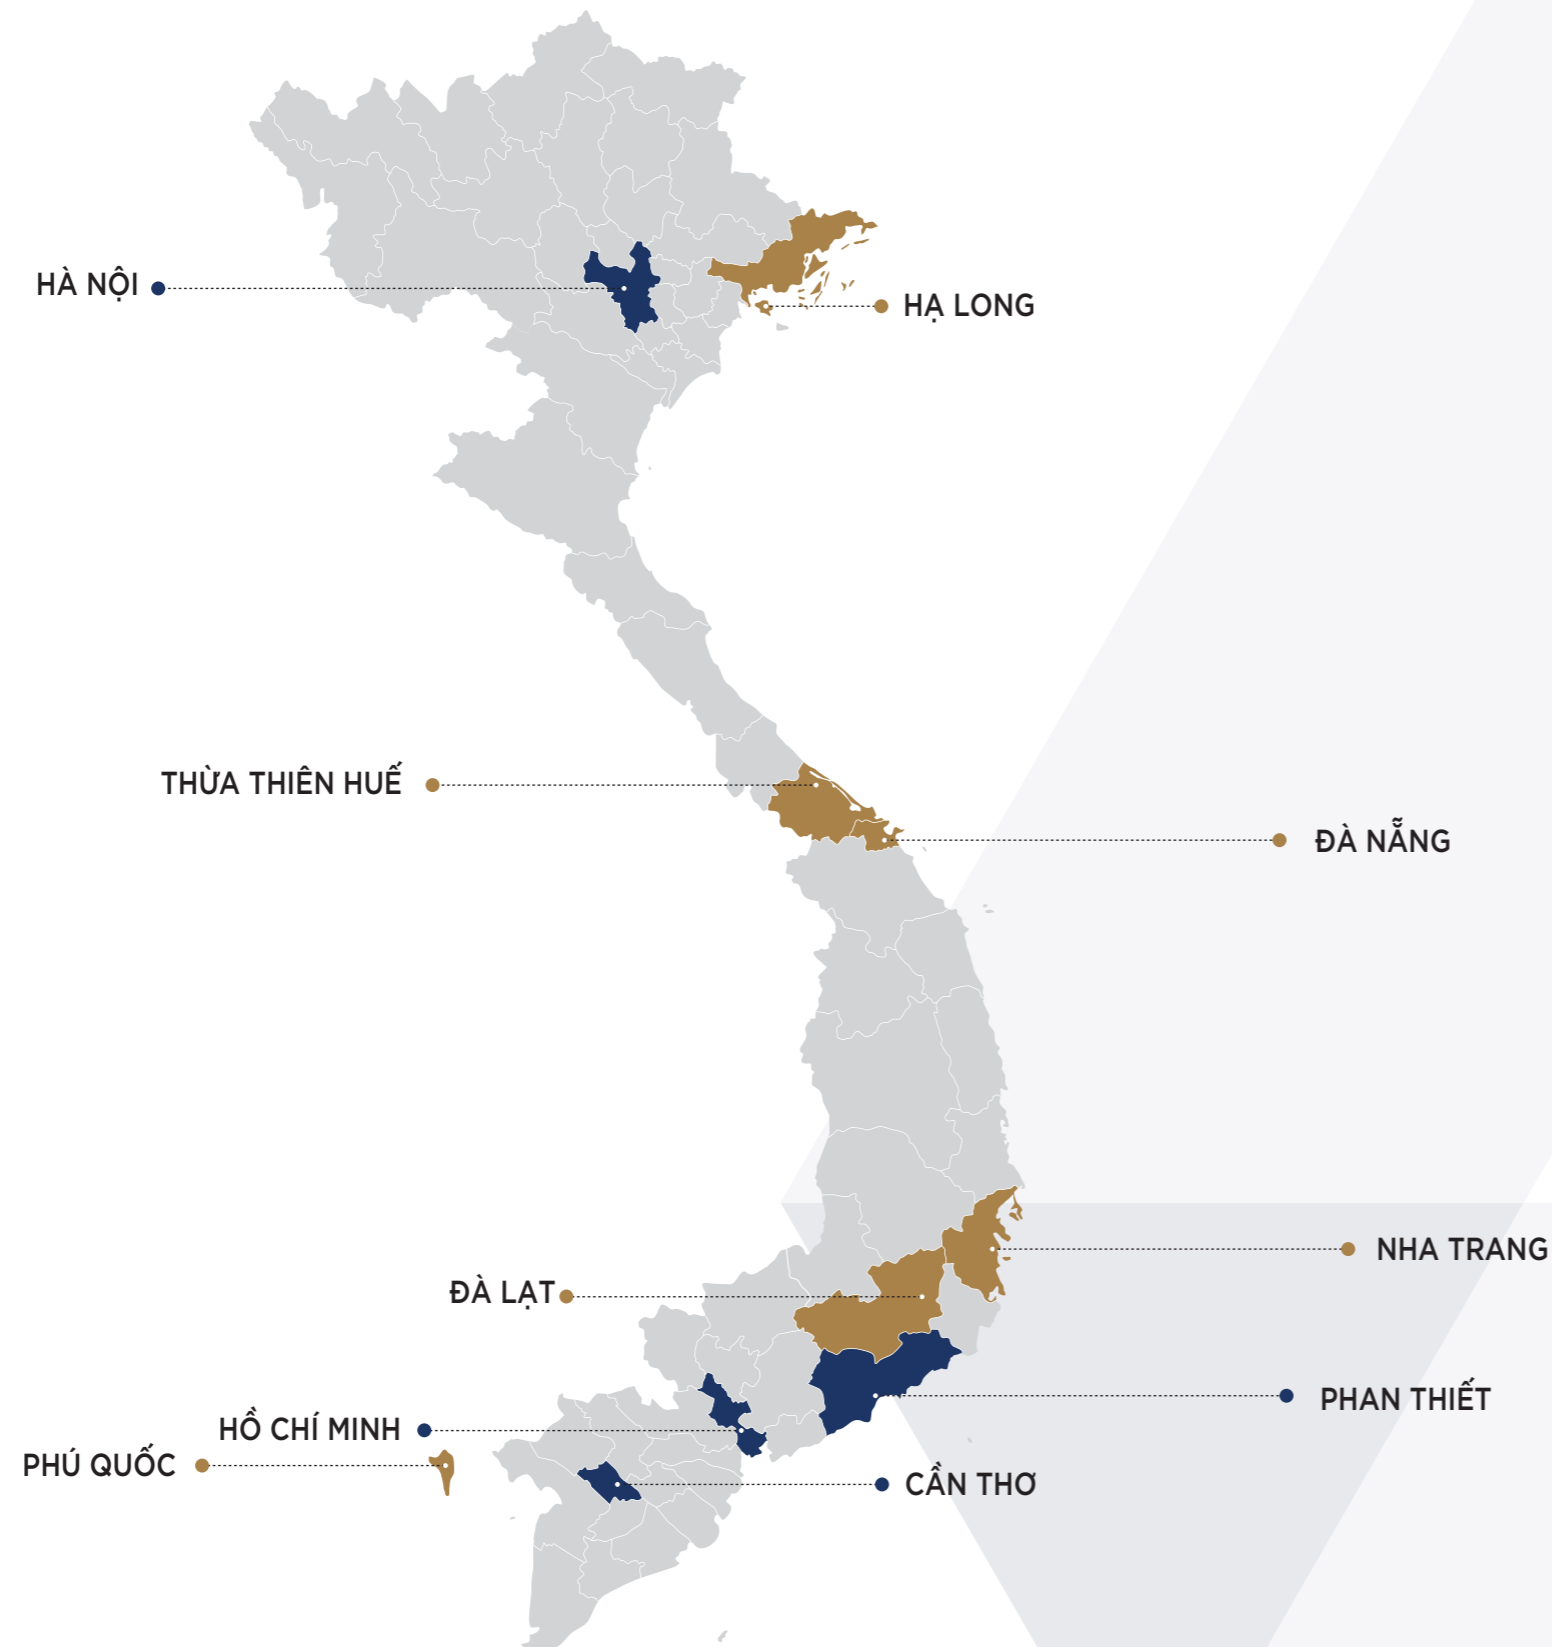 HÀ NỘI
HẠ LONG
THỪA THIÊN HUẾ
ĐÀ NẴNG
NHA TRANG
ĐÀ LẠT
PHAN THIẾT
HỒ CHÍ MINH
PHÚ QUỐC
CẦN THƠ